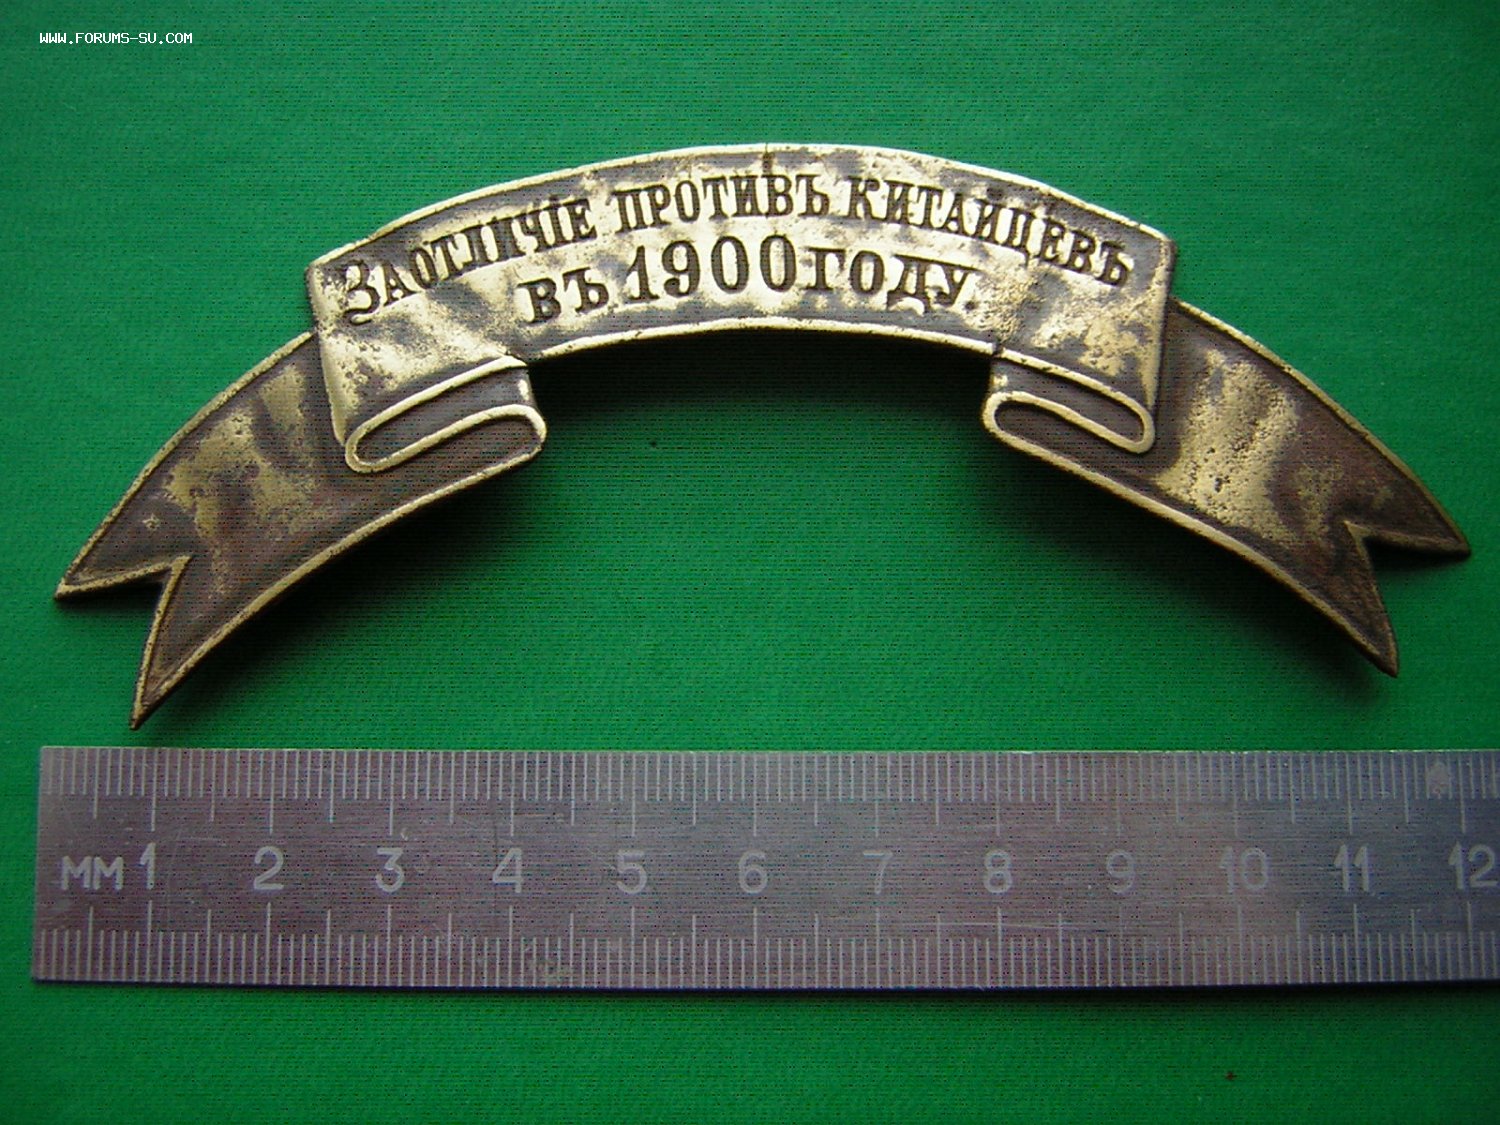 WWW.FORUMS-SU.COM
ЗА ОТЛИЧІЕ ПРОТИВЪ КИТАЙЦЕВЪ
ВЪ 1900 ГОДУ.
ММ 1 2 3 4 5 6 7 8 9 10 11 12